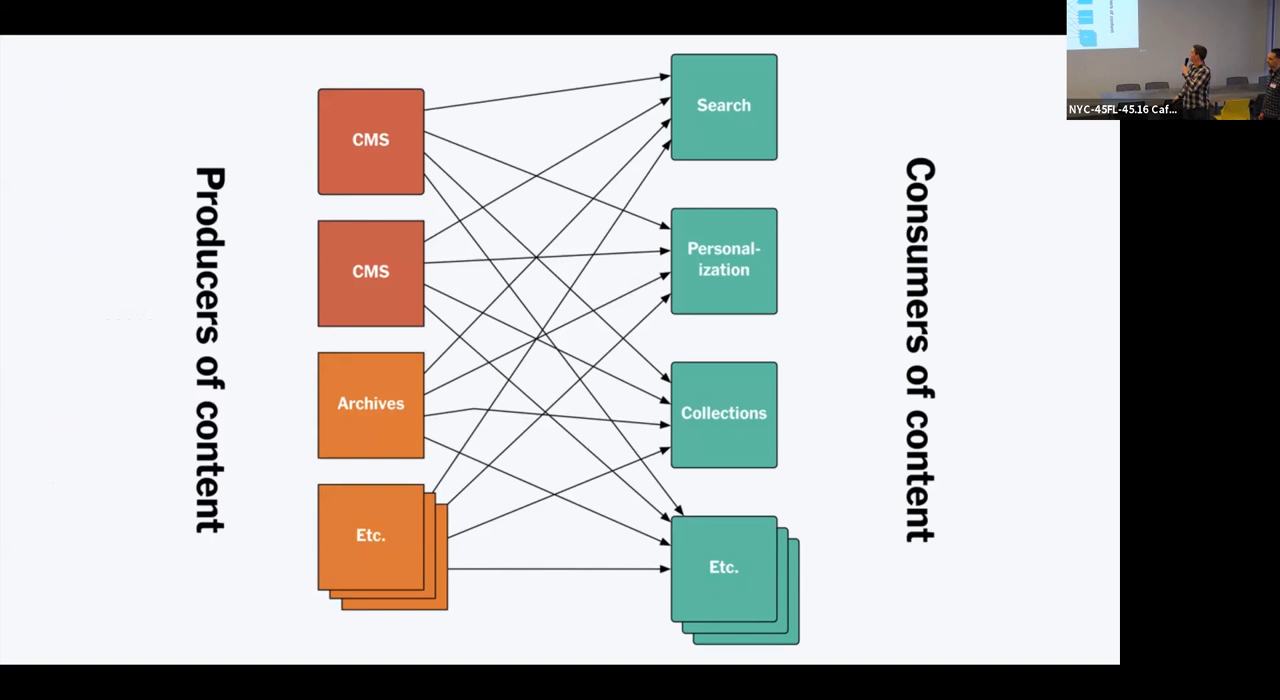 Producers of content
CMS
CMS
Archives
Etc.
Search
Personal-
ization
Collections
Etc.
Consumers of content
NYC-45FL-45.16 Caf...